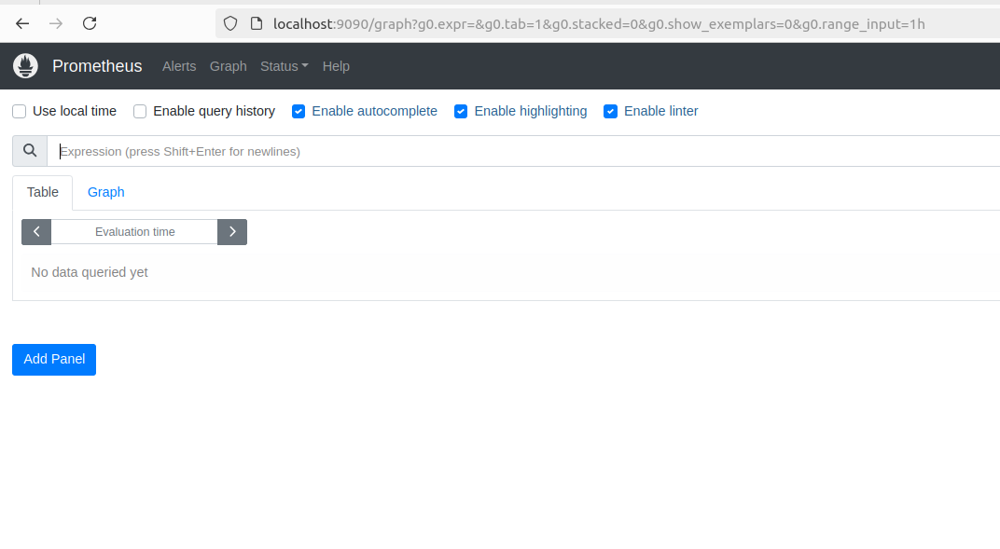 localhost:9090/graph?g0.expr=&g0.tab=1&g0.stacked=0&g0.show_exemplars=0&g0.range_input=1h
Prometheus Alerts Graph Status Help
Use local time Enable query history Enable autocomplete Enable highlighting Enable linter
Expression (press Shift+Enter for newlines)
Table Graph
Evaluation time
No data queried yet
Add Panel